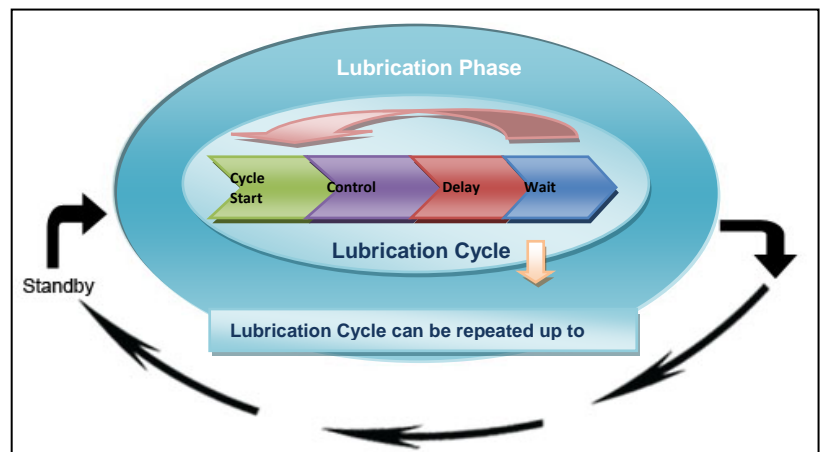 Lubrication Phase
Cycle
Start
Control
Delay
Wait
Lubrication Cycle
Standby
Lubrication Cycle can be repeated up to